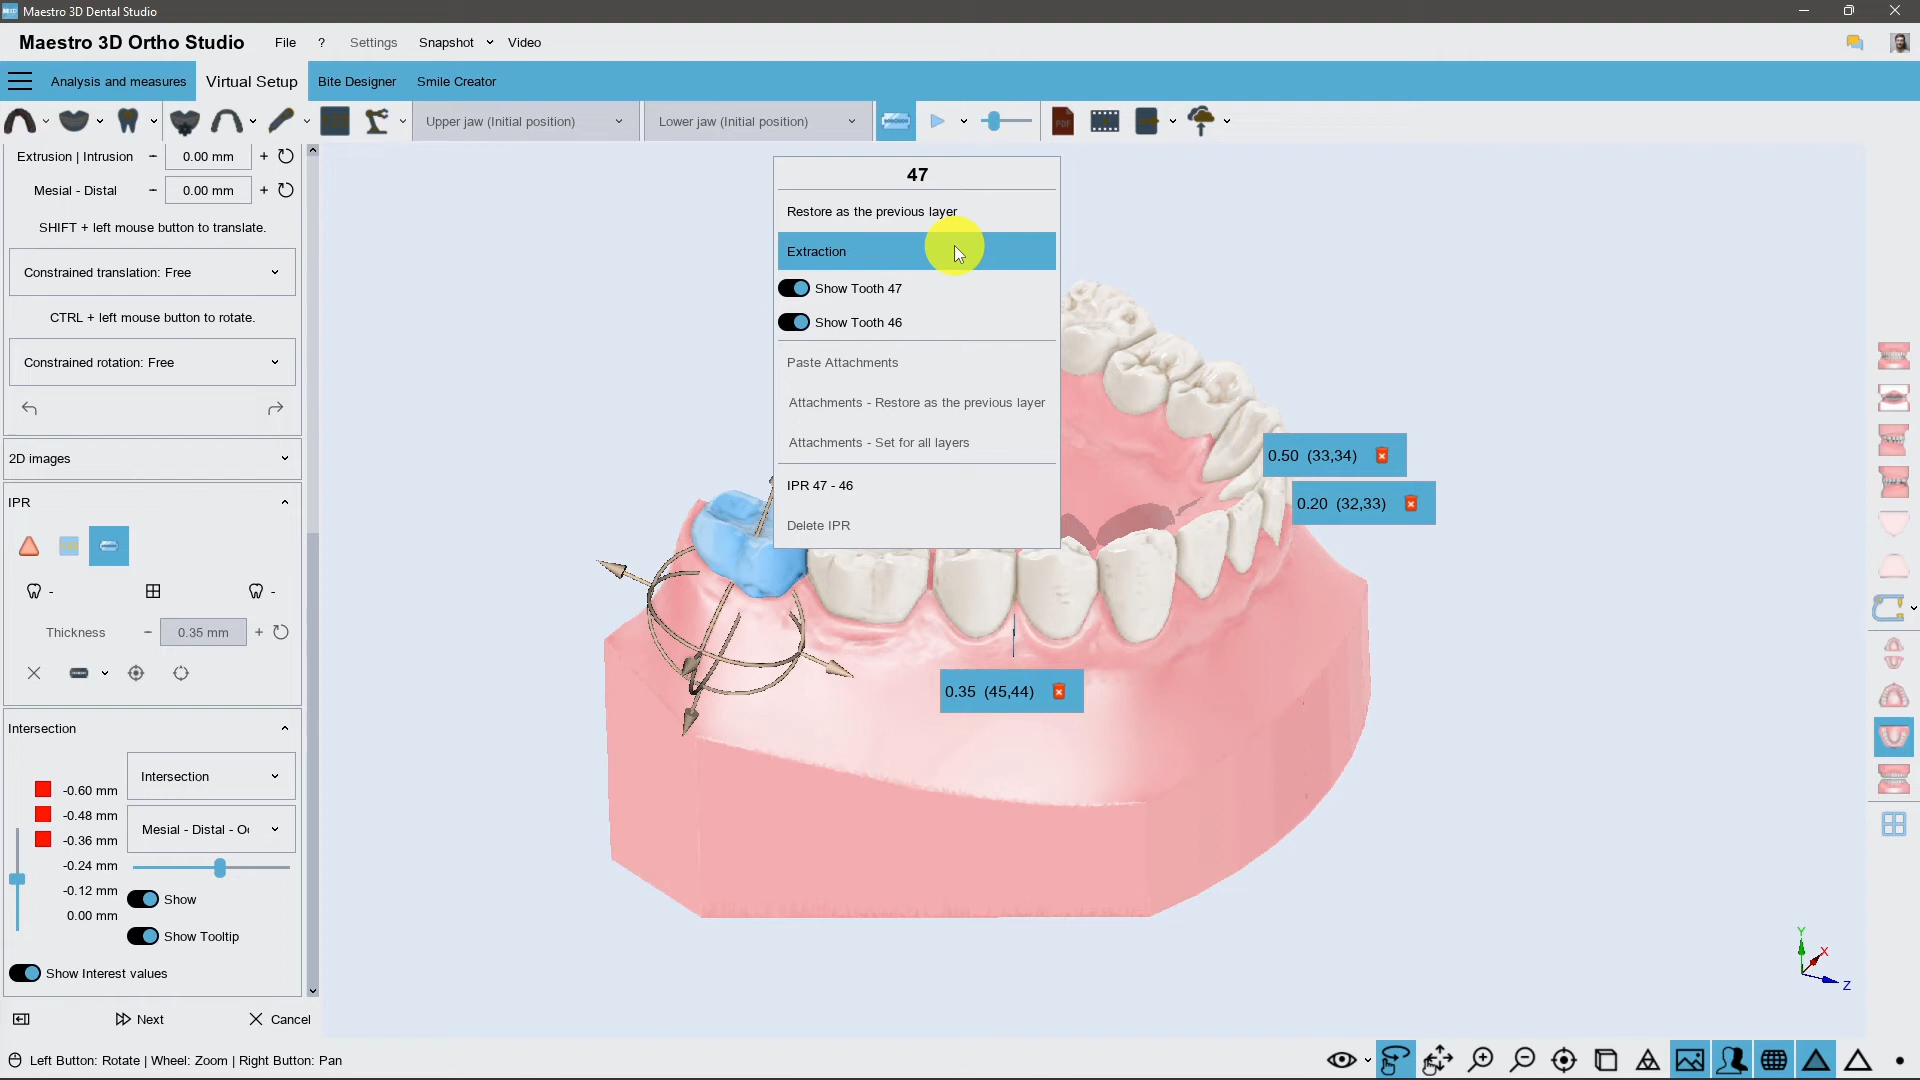 Maestro 3D Dental Studio
Maestro 3D Ortho Studio
File
?
Settings
Snapshot
Video
Analysis and measures
Virtual Setup
Bite Designer
Smile Creator
Upper jaw (Initial position)
Lower jaw (Initial position)
PDF
Extrusion | Intrusion
-
0.00 mm
+
Mesial - Distal
-
0.00 mm
+
SHIFT + left mouse button to translate.
Constrained translation: Free
CTRL + left mouse button to rotate.
Constrained rotation: Free
2D images
IPR
-
-
Thickness
-
0.35 mm
+
Intersection
Intersection
-0.60 mm
-0.48 mm
Mesial - Distal - O
-0.36 mm
-0.24 mm
-0.12 mm
Show
0.00 mm
Show Tooltip
Show Interest values
Next
Cancel
Left Button: Rotate | Wheel: Zoom | Right Button: Pan
47
Restore as the previous layer
Extraction
Show Tooth 47
Show Tooth 46
Paste Attachments
Attachments - Restore as the previous layer
Attachments - Set for all layers
IPR 47 - 46
Delete IPR
0.50 (33,34)
0.20 (32,33)
0.35 (45,44)
Y
X
Z